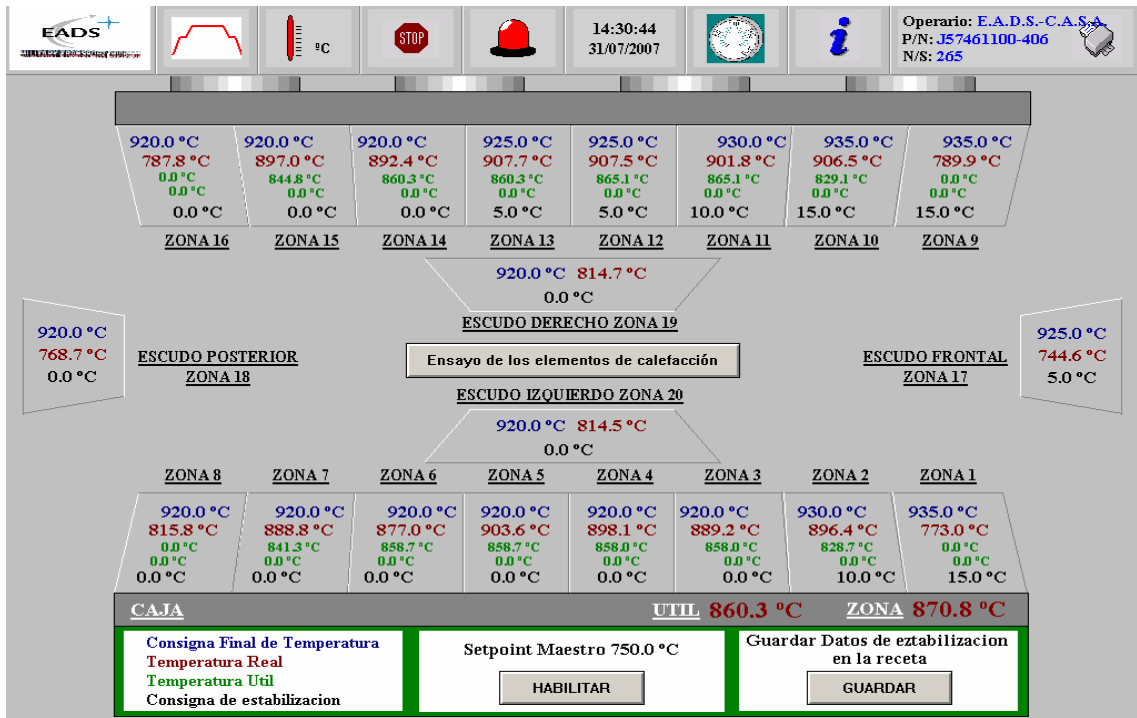 EADS
°C
STOP
14:30:44
31/07/2007
Operario: E.A.D.S.-C.A.S.A.
P/N: J57461100-406
N/S: 265
920.0 °C 920.0 °C 920.0 °C 925.0 °C 925.0 °C 930.0 °C 935.0 °C 935.0 °C
787.8 °C 897.0 °C 892.4 °C 907.7 °C 907.5 °C 901.8 °C 906.5 °C 789.9 °C
0.0 °C 844.8 °C 860.3 °C 860.3 °C 865.1 °C 865.1 °C 829.1 °C 0.0 °C
0.0 °C 0.0 °C 0.0 °C 0.0 °C 0.0 °C 0.0 °C 0.0 °C 0.0 °C
0.0 °C 0.0 °C 0.0 °C 5.0 °C 5.0 °C 10.0 °C 15.0 °C 15.0 °C
ZONA 16 ZONA 15 ZONA 14 ZONA 13 ZONA 12 ZONA 11 ZONA 10 ZONA 9
920.0 °C 814.7 °C
0.0 °C
ESCUDO DERECHO ZONA 19
920.0 °C
768.7 °C
0.0 °C
ESCUDO POSTERIOR
ZONA 18
Ensayo de los elementos de calefacción
ESCUDO FRONTAL
ZONA 17
925.0 °C
744.6 °C
5.0 °C
ESCUDO IZQUIERDO ZONA 20
920.0 °C 814.5 °C
0.0 °C
ZONA 8 ZONA 7 ZONA 6 ZONA 5 ZONA 4 ZONA 3 ZONA 2 ZONA 1
920.0 °C 920.0 °C 920.0 °C 920.0 °C 920.0 °C 920.0 °C 930.0 °C 935.0 °C
815.8 °C 888.8 °C 877.0 °C 903.6 °C 898.1 °C 889.2 °C 896.4 °C 773.0 °C
0.0 °C 841.3 °C 858.7 °C 858.7 °C 858.0 °C 858.0 °C 828.7 °C 0.0 °C
0.0 °C 0.0 °C 0.0 °C 0.0 °C 0.0 °C 0.0 °C 0.0 °C 0.0 °C
0.0 °C 0.0 °C 0.0 °C 0.0 °C 0.0 °C 0.0 °C 10.0 °C 15.0 °C
CAJA UTIL 860.3 °C ZONA 870.8 °C
Consigna Final de Temperatura
Temperatura Real
Temperatura Util
Consigna de estabilizacion
Setpoint Maestro 750.0 °C
HABILITAR
Guardar Datos de eztabilizacion
en la receta
GUARDAR